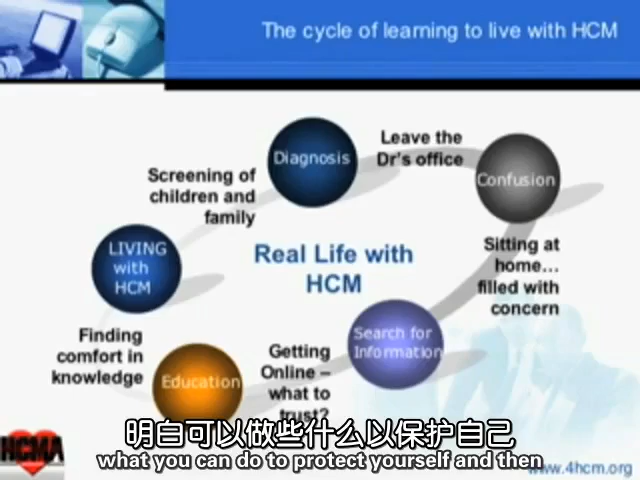 The cycle of learning to live with HCM
Diagnosis
Leave the
Dr's office
Confusion
Screening of
children and
family
LIVING
with
HCM
Real Life with
HCM
Sitting at
home...
filled with
concern
Search for
Information
Finding
comfort in
knowledge
Education
Getting
Online –
what to
trust?
明白可以做些什么以保护自己
what you can do to protect yourself and then
HCMA
www.4hcm.org